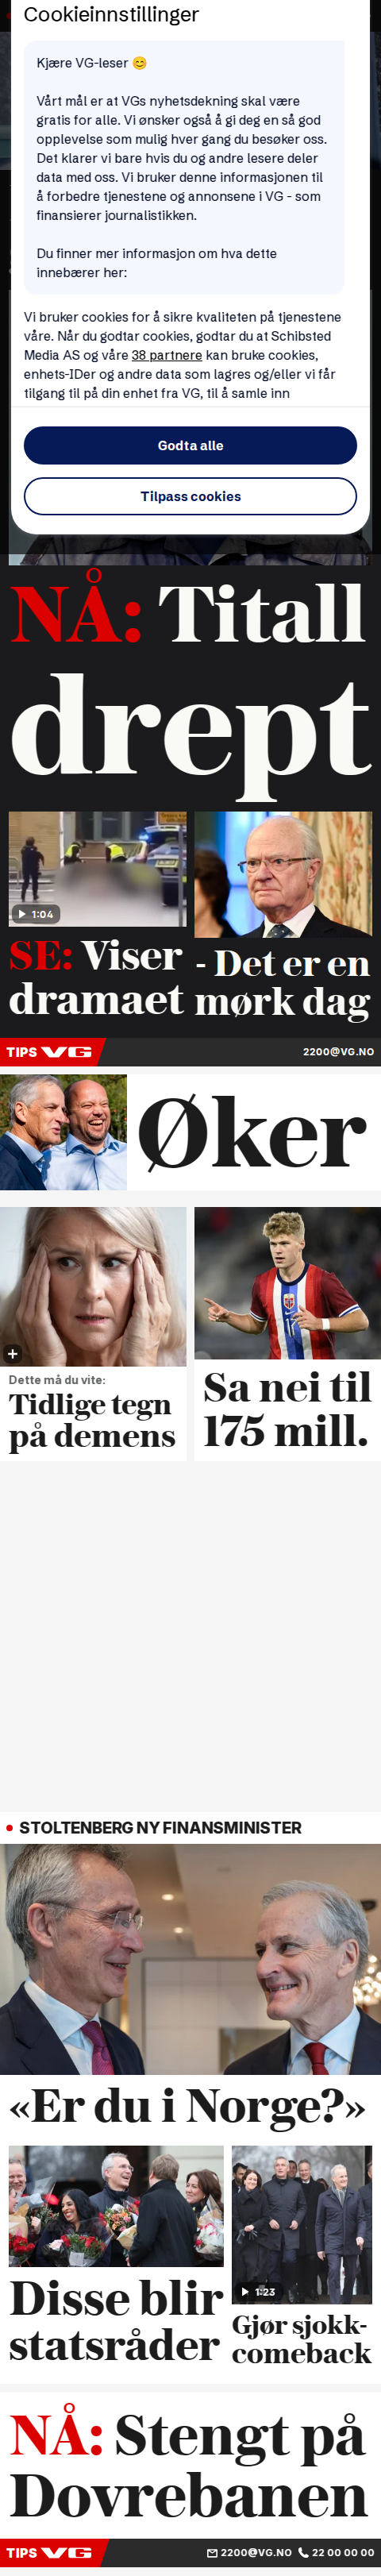 Cookieinnstillinger
Kjære VG-leser 😊
Vårt mål er at VGs nyhetsdekning skal være
gratis for alle. Vi ønsker også å gi deg en så god
opplevelse som mulig hver gang du besøker oss.
Det klarer vi bare hvis du og andre lesere deler
data med oss. Vi bruker denne informasjonen til
å forbedre tjenestene og annonsene i VG - som
finansierer journalistikken.
Du finner mer informasjon om hva dette
innebærer her:
Vi bruker cookies for å sikre kvaliteten på tjenestene
våre. Når du godtar cookies, godtar du at Schibsted
Media AS og våre 38 partnere kan bruke cookies,
enhets-IDer og andre data som lagres og/eller vi får
tilgang til på din enhet fra VG, til å samle inn
Godta alle
Tilpass cookies
NÅ: Titall
drept
1:04
SE: Viser
dramaet
- Det er en
mørk dag
TIPS VG 2200@VG.NO
Øker
Dette må du vite:
Tidlige tegn
på demens
Sa nei til
175 mill.
STOLTENBERG NY FINANSMINISTER
«Er du i Norge?»
Disse blir
statsråder
1:23
Gjør sjokk-
comeback
NÅ: Stengt på
Dovrebanen
TIPS VG 2200@VG.NO 22 00 00 00